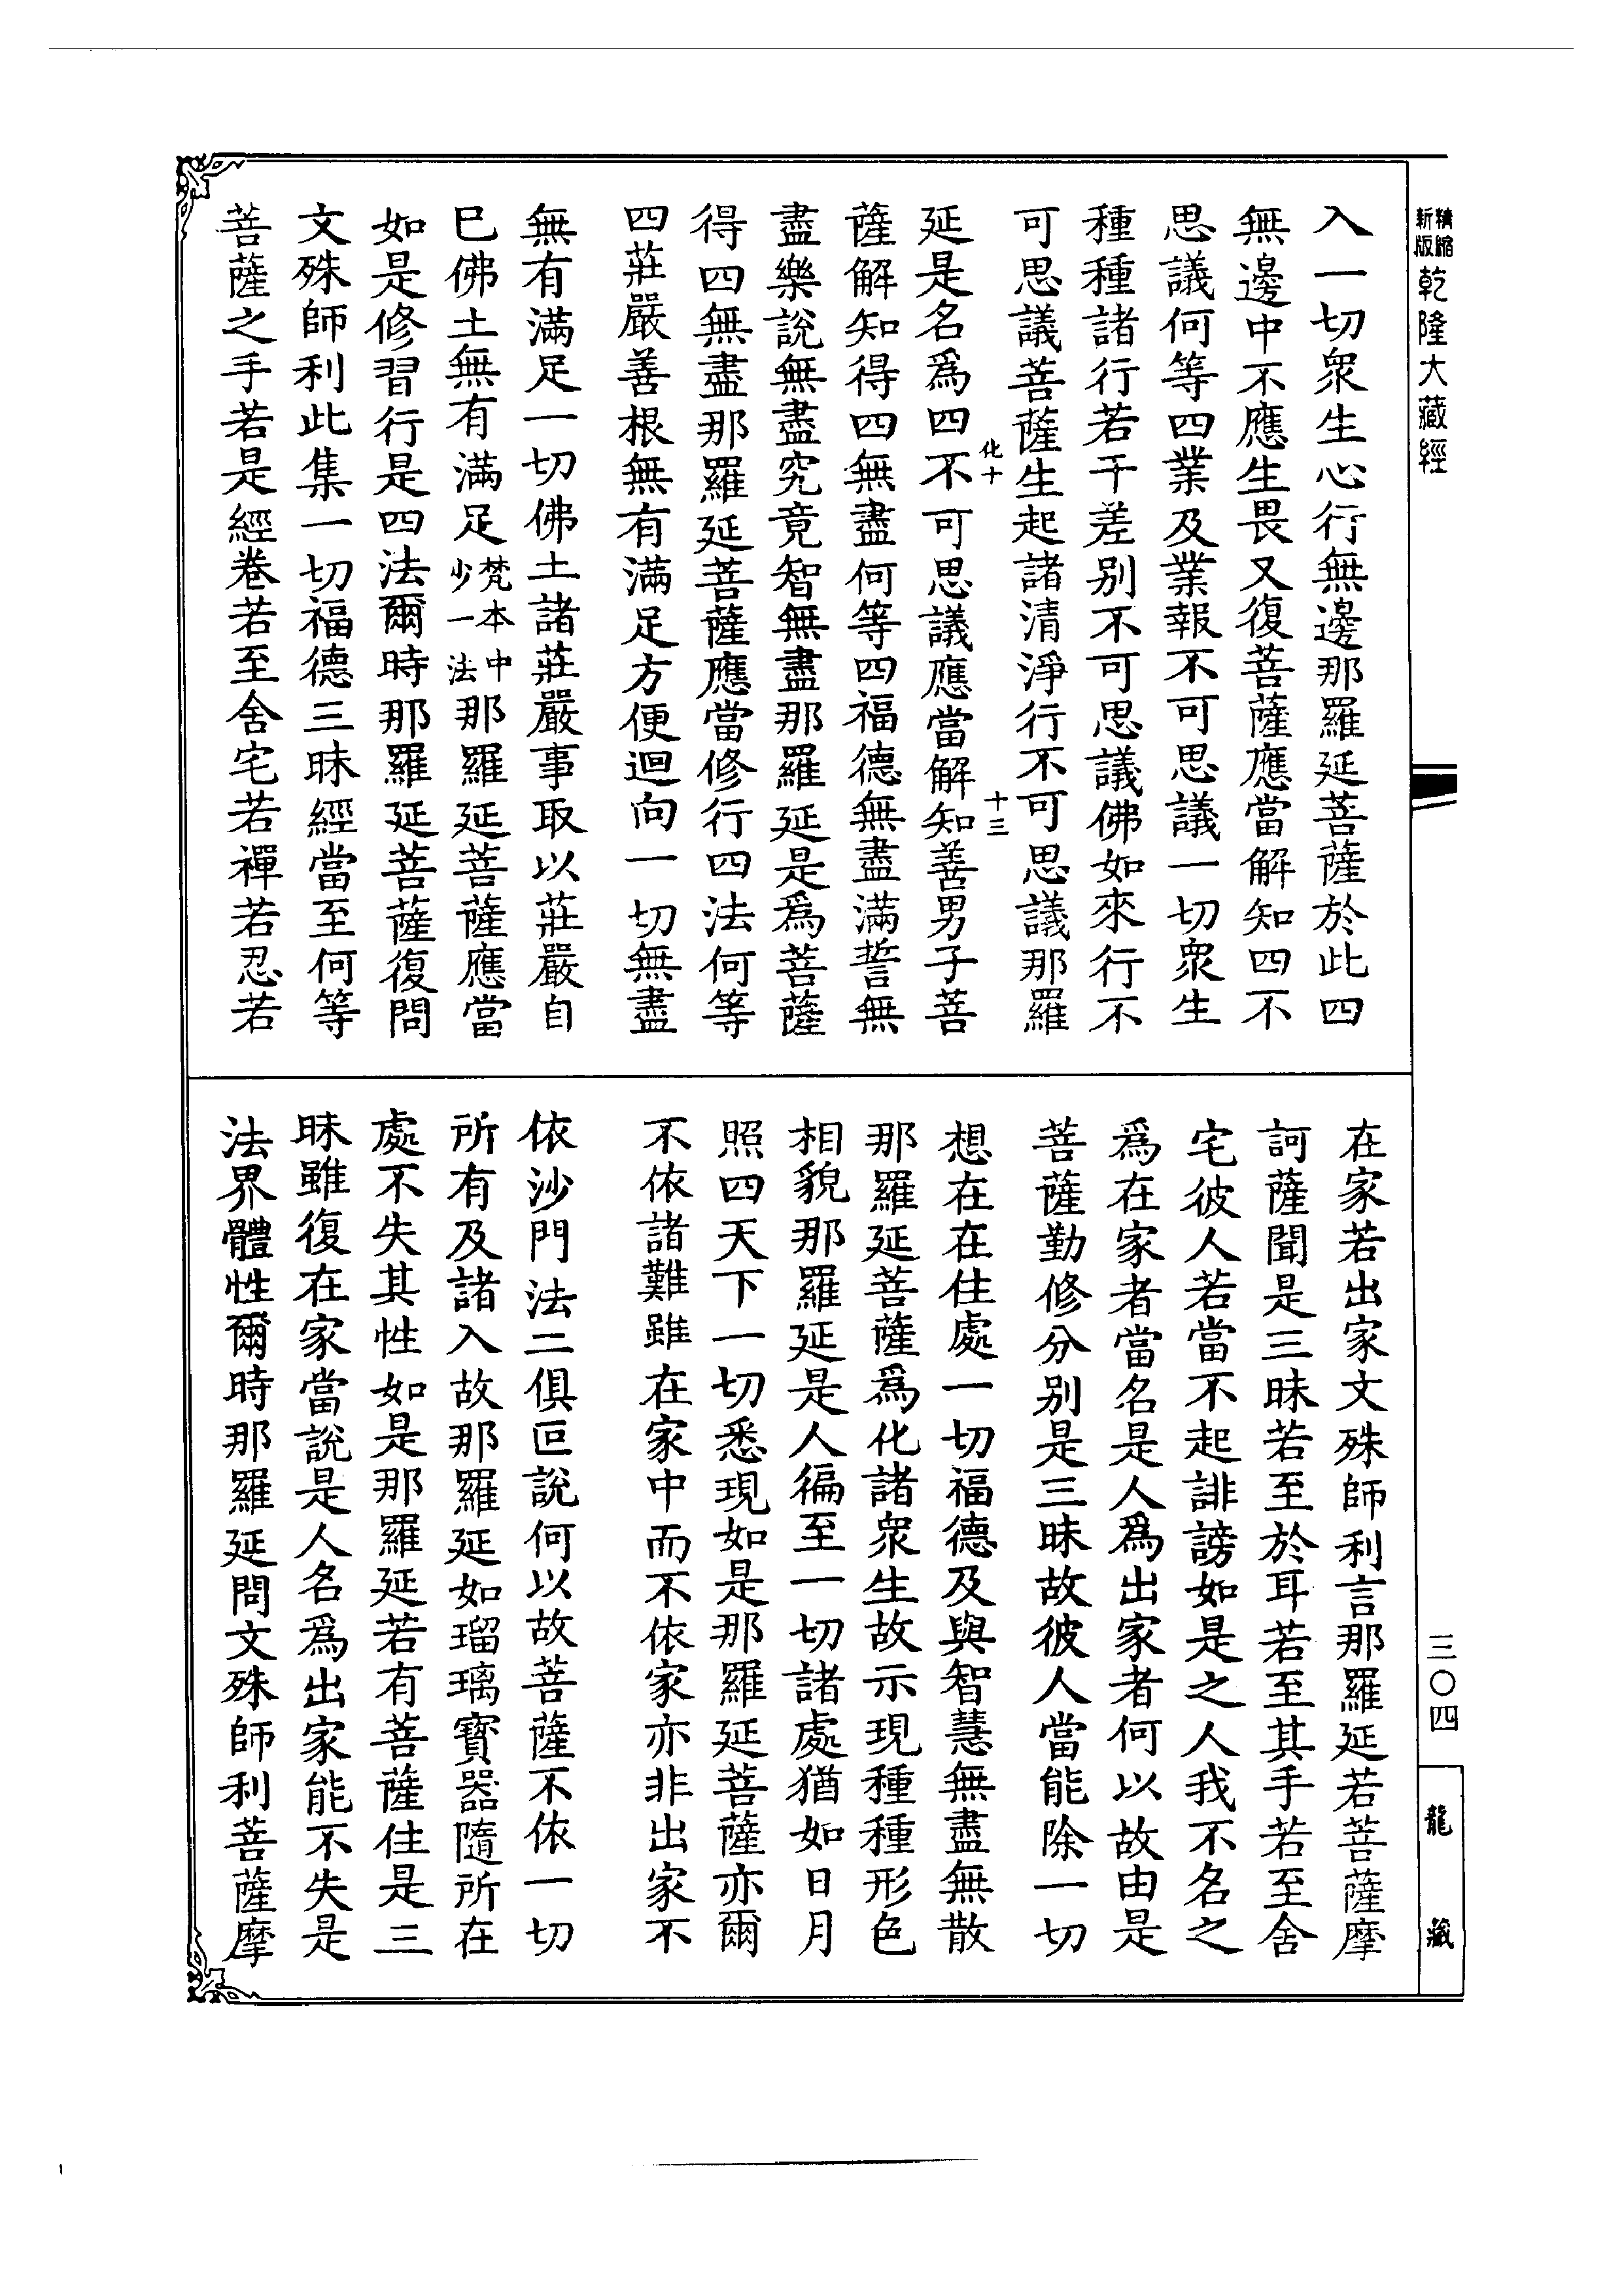 精縮新版乾隆大藏經
入一切眾生心行無邊那羅延菩薩於此四
無邊中不應生畏又復菩薩應當解知四不
思議何等四業及業報不可思議一切眾生
種種諸行若干差別不可思議佛如來行不
可思議菩薩生起諸清淨行不可思議那羅
化十
十三
延是名為四不可思議應當解知善男子菩
薩解知得四無盡何等四福德無盡滿誓無
盡樂說無盡究竟智無盡那羅延是為菩薩
得四無盡那羅延菩薩應當修行四法何等
四莊嚴善根無有滿足方便迴向一切無盡
無有滿足一切佛土諸莊嚴事取以莊嚴自
巳佛土無有滿足梵本中少一法那羅延菩薩應當
如是修習行是四法爾時那羅延菩薩復問
文殊師利此集一切福德三昧經當至何等
菩薩之手若是經卷若至舍宅若禪若忍若
在家若出家文殊師利言那羅延若菩薩摩
訶薩聞是三昧若至於耳若至其手若至舍
宅彼人若當不起誹謗如是之人我不名之
為在家者當名是人為出家者何以故由是
菩薩勤修分別是三昧故彼人當能除一切
想在在住處一切福德及與智慧無盡無散
那羅延菩薩為化諸眾生故示現種種形色
相貌那羅延是人徧至一切諸處猶如日月
照四天下一切悉現如是那羅延菩薩亦爾
不依諸難雖在家中而不依家亦非出家不
依沙門法二俱叵說何以故菩薩不依一切
所有及諸入故那羅延如瑠璃寶器隨所在
處不失其性如是那羅延若有菩薩住是三
昧雖復在家當說是人名為出家能不失是
法界體性爾時那羅延問文殊師利菩薩摩
三〇四
龍藏